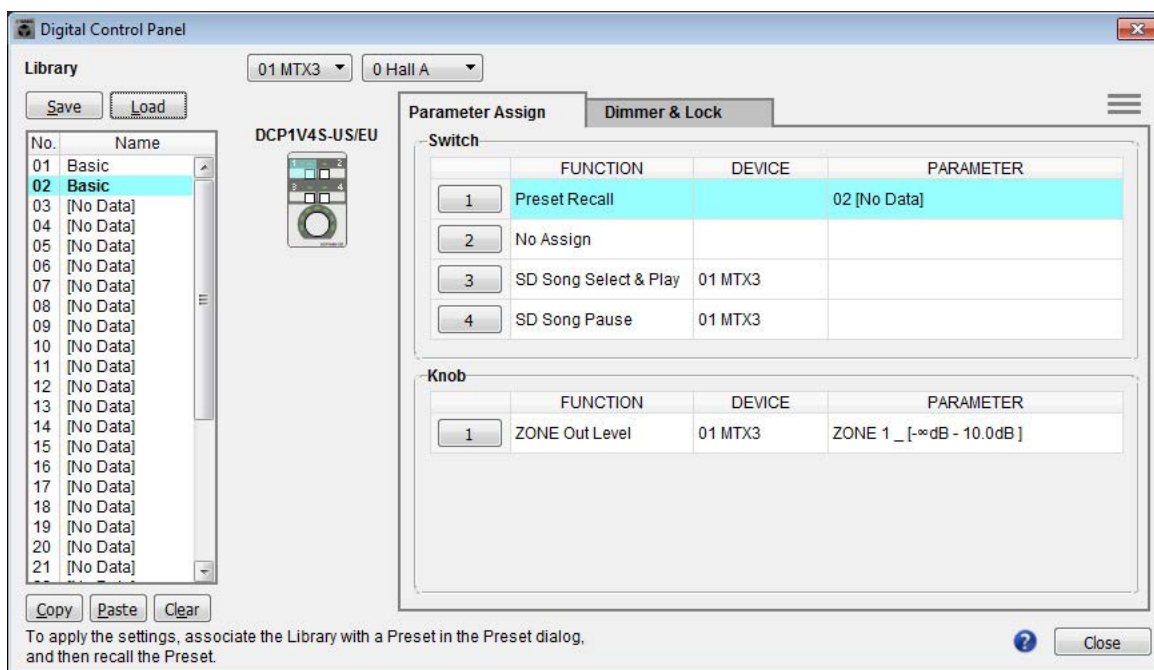 Digital Control Panel
Library
01 MTX3
0 Hall A
Save Load
No. Name
01 Basic
02 Basic
03 [No Data]
04 [No Data]
05 [No Data]
06 [No Data]
07 [No Data]
08 [No Data]
09 [No Data]
10 [No Data]
11 [No Data]
12 [No Data]
13 [No Data]
14 [No Data]
15 [No Data]
16 [No Data]
17 [No Data]
18 [No Data]
19 [No Data]
20 [No Data]
21 [No Data]
Copy Paste Clear
DCP1V4S-US/EU
1 2
3 4
Parameter Assign Dimmer & Lock
Switch
FUNCTION DEVICE PARAMETER
1 Preset Recall 02 [No Data]
2 No Assign
3 SD Song Select & Play 01 MTX3
4 SD Song Pause 01 MTX3
Knob
FUNCTION DEVICE PARAMETER
1 ZONE Out Level 01 MTX3 ZONE 1 _ [-∞dB - 10.0dB ]
To apply the settings, associate the Library with a Preset in the Preset dialog,
and then recall the Preset.
? Close